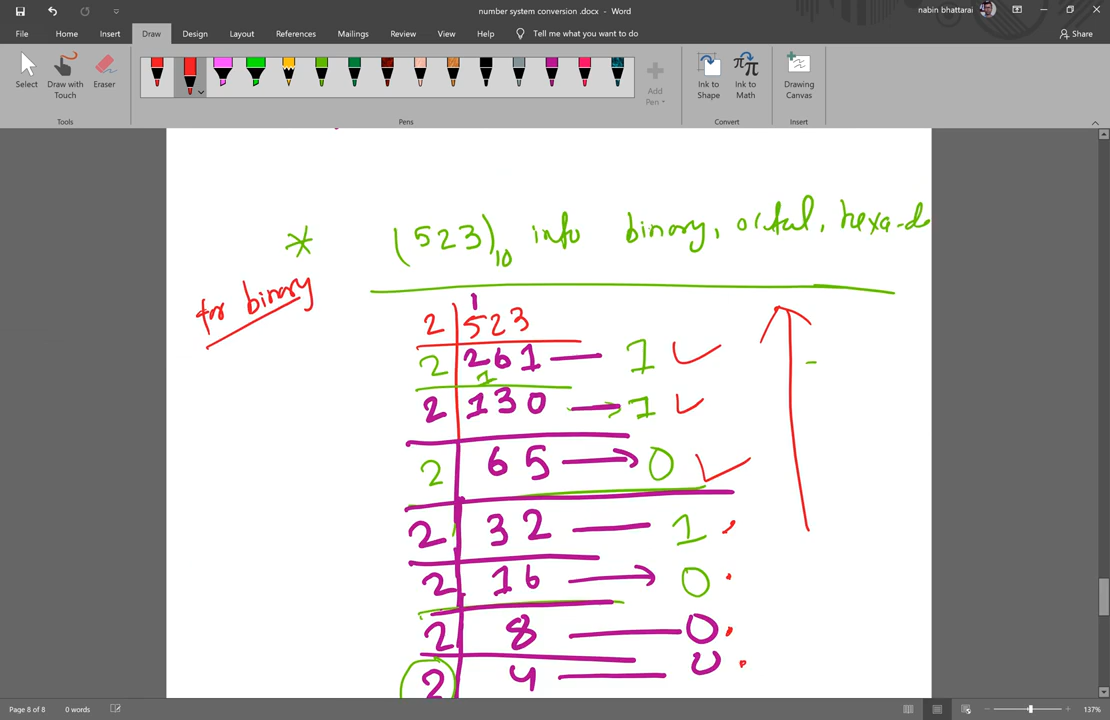 number system conversion .docx - Word
nabin bhattarai
File Home Insert Draw Design Layout References Mailings Review View Help Tell me what you want to do
Share
Select
Draw with Touch
Eraser
Add Pen
Ink to Shape
Ink to Math
Drawing Canvas
Tools Pens Convert Insert
* (523)10 into binary, octal, hexa-de
for binary
1
2 523
2 261 — 1 ✓
1
2 130 → 1 ✓
2 65 → 0 ✓
2 32 — 1
2 16 → 0
2 8 — 0
2 4 — 0
Page 8 of 8 0 words
137%